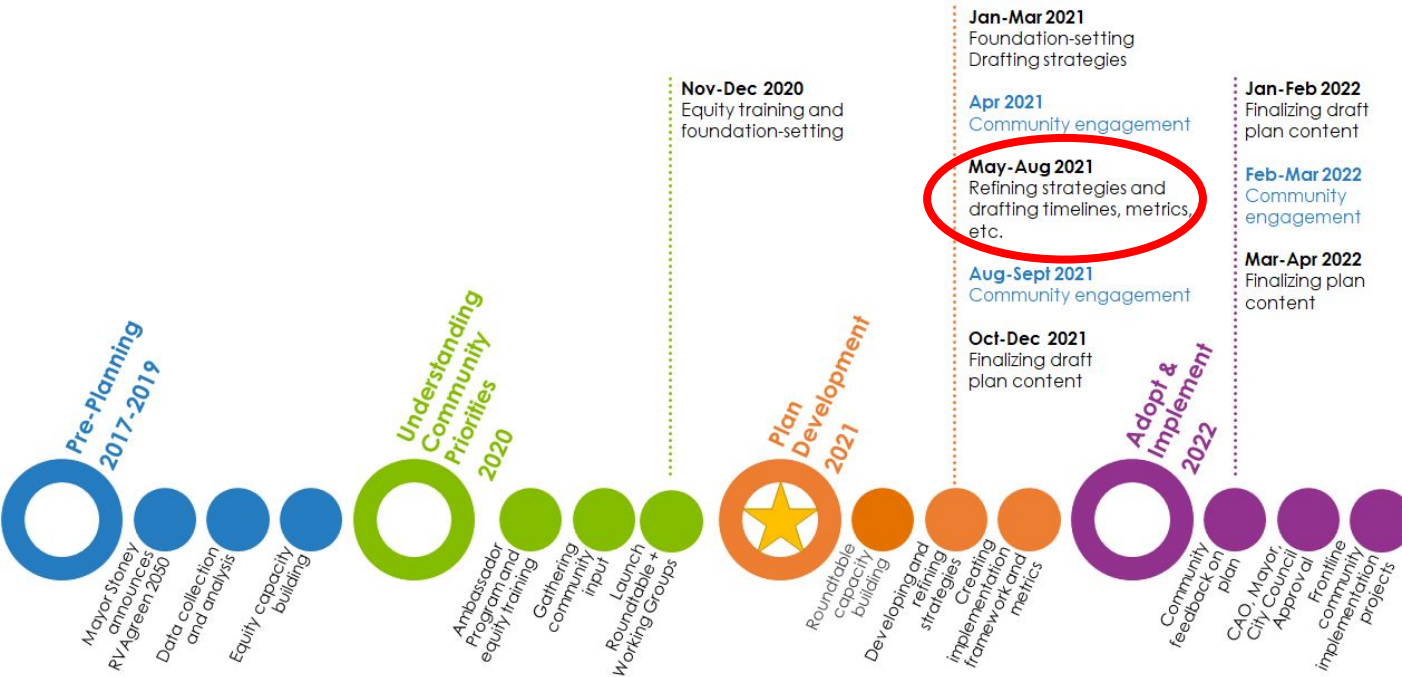 Jan-Mar 2021
Foundation-setting
Drafting strategies
Nov-Dec 2020
Equity training and
foundation-setting
Apr 2021
Community engagement
May-Aug 2021
Refining strategies and
drafting timelines, metrics,
etc.
Aug-Sept 2021
Community engagement
Oct-Dec 2021
Finalizing draft
plan content
Jan-Feb 2022
Finalizing draft
plan content
Feb-Mar 2022
Community
engagement
Mar-Apr 2022
Finalizing plan
content
Pre-Planning
2017-2019
Understanding
Community
Priorities
2020
Plan
Development
2021
Adopt &
Implement
2022
Mayor Stoney
announces
RVAgreen 2050
Data collection
and analysis
Equity capacity
building
Ambassador
Program and
equity training
Gathering
community
input
Launch
Roundtable +
Working Groups
Roundtable
capacity
building
Developing and
refining
strategies
Creating
implementation
framework and
metrics
Community
feedback on
plan
CAO, Mayor,
City Council
Approval
Frontline
community
implementation
projects